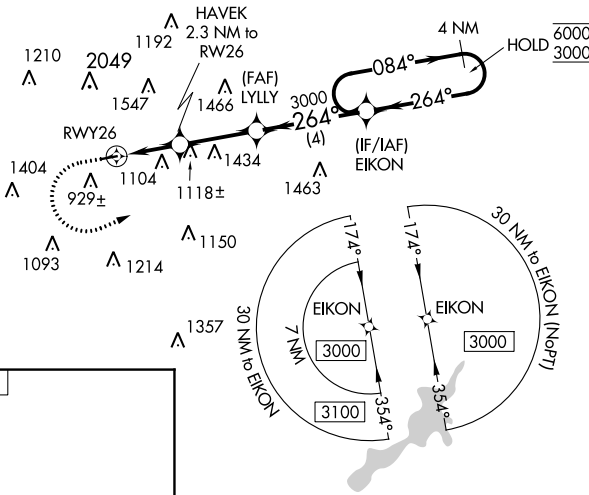 HAVEK
2.3 NM to
RW26
1192
1210
2049
1547
1466
(FAF)
LYLLY
4 NM
HOLD
6000
3000
084°
264°
3000
264°
(4)
(IF/IAF)
EIKON
RWY26
1434
1104
1118±
1463
1404
929±
1093
1214
1150
1357
174°
EIKON
7 NM
3000
3100
354°
30 NM to EIKON
174°
EIKON
3000
354°
30 NM to EIKON (NoPT)